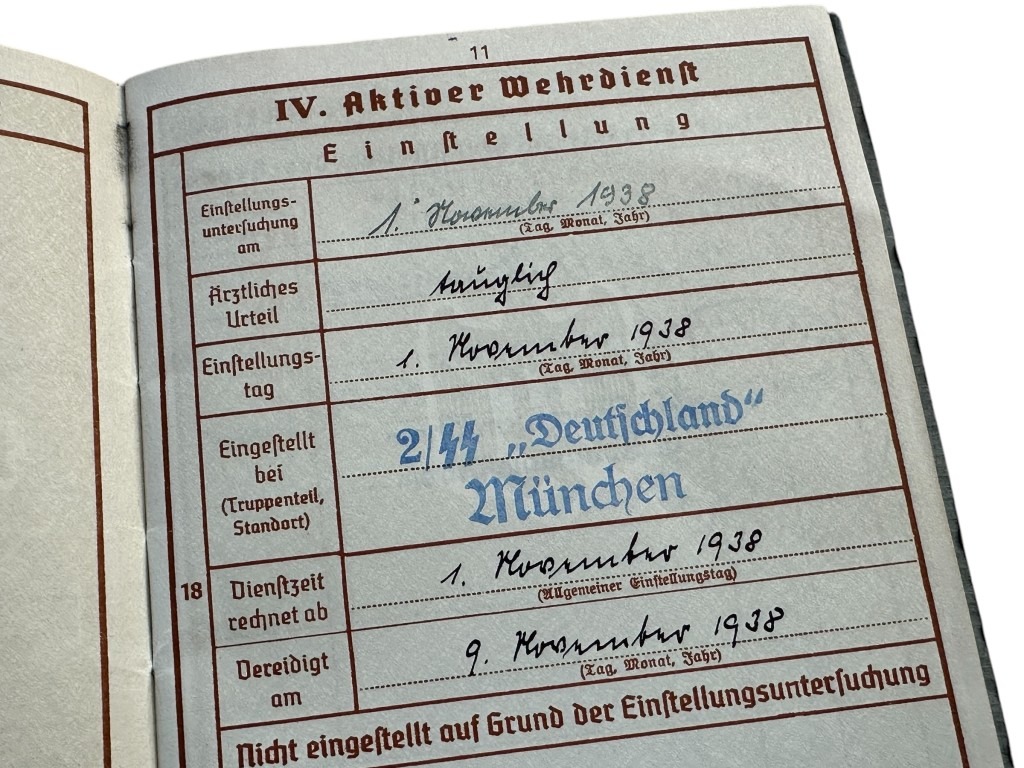 11
IV. Aktiver Wehrdienst
Einstellung
Einstellungs-
untersuchung
am
1. November 1938
(Tag, Monat, Jahr)
Ärztliches
Urteil
tauglich
Einstellungs-
tag
1. November 1938
(Tag, Monat, Jahr)
Eingestellt
bei
(Truppenteil,
Standort)
2/SS „Deutschland“
München
18
Dienstzeit
rechnet ab
1. November 1938
(Allgemeiner Einstellungstag)
Vereidigt
am
9. November 1938
(Tag, Monat, Jahr)
Nicht eingestellt auf Grund der Einstellungsuntersuchung